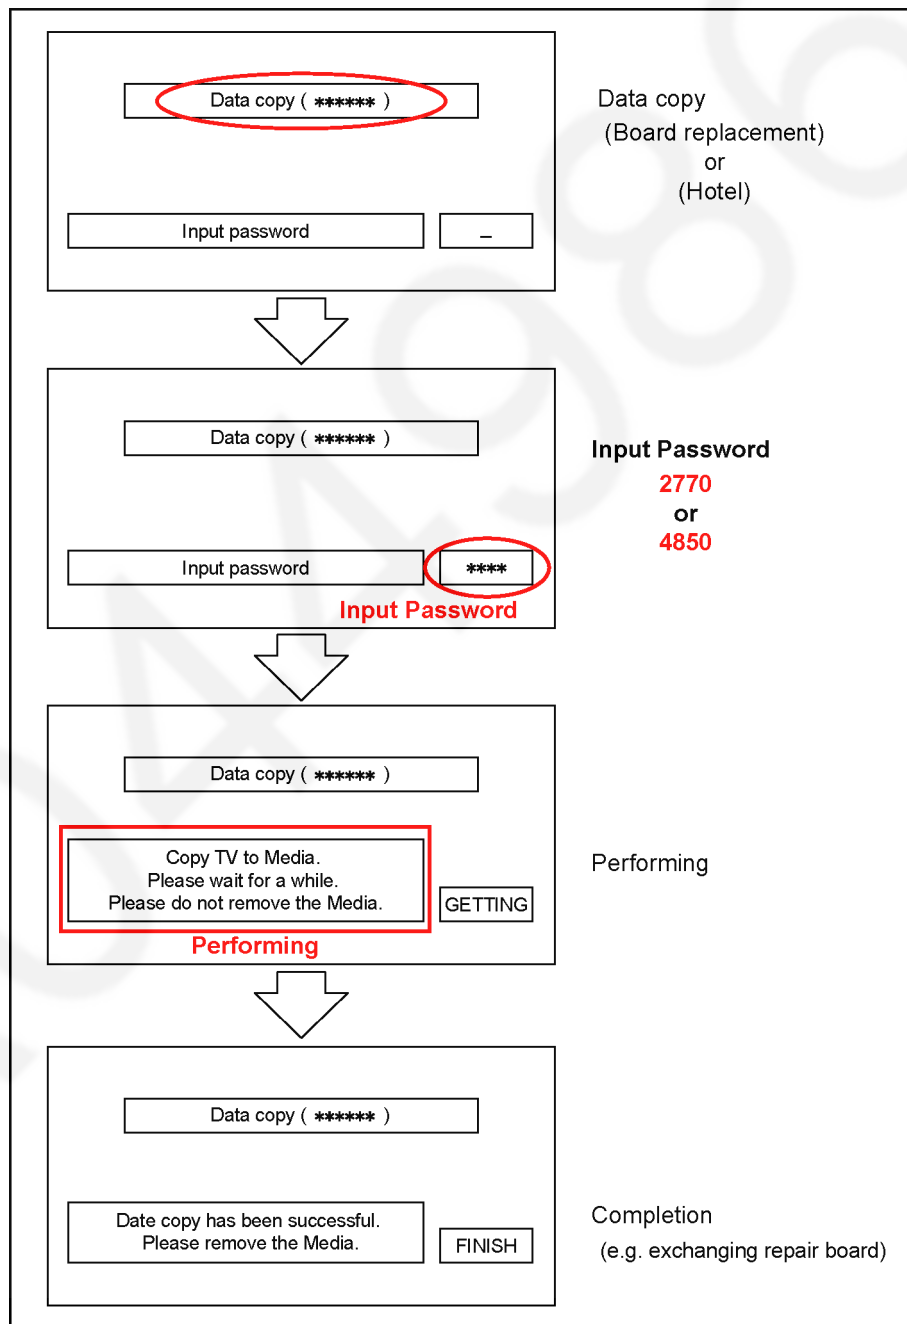 Data copy ( ****** )
Data copy
(Board replacement)
or
(Hotel)
Input password
_
Data copy ( ****** )
Input Password
2770
or
4850
Input password
****
Input Password
Data copy ( ****** )
Copy TV to Media.
Please wait for a while.
Please do not remove the Media.
GETTING
Performing
Performing
Data copy ( ****** )
Date copy has been successful.
Please remove the Media.
FINISH
Completion
(e.g. exchanging repair board)